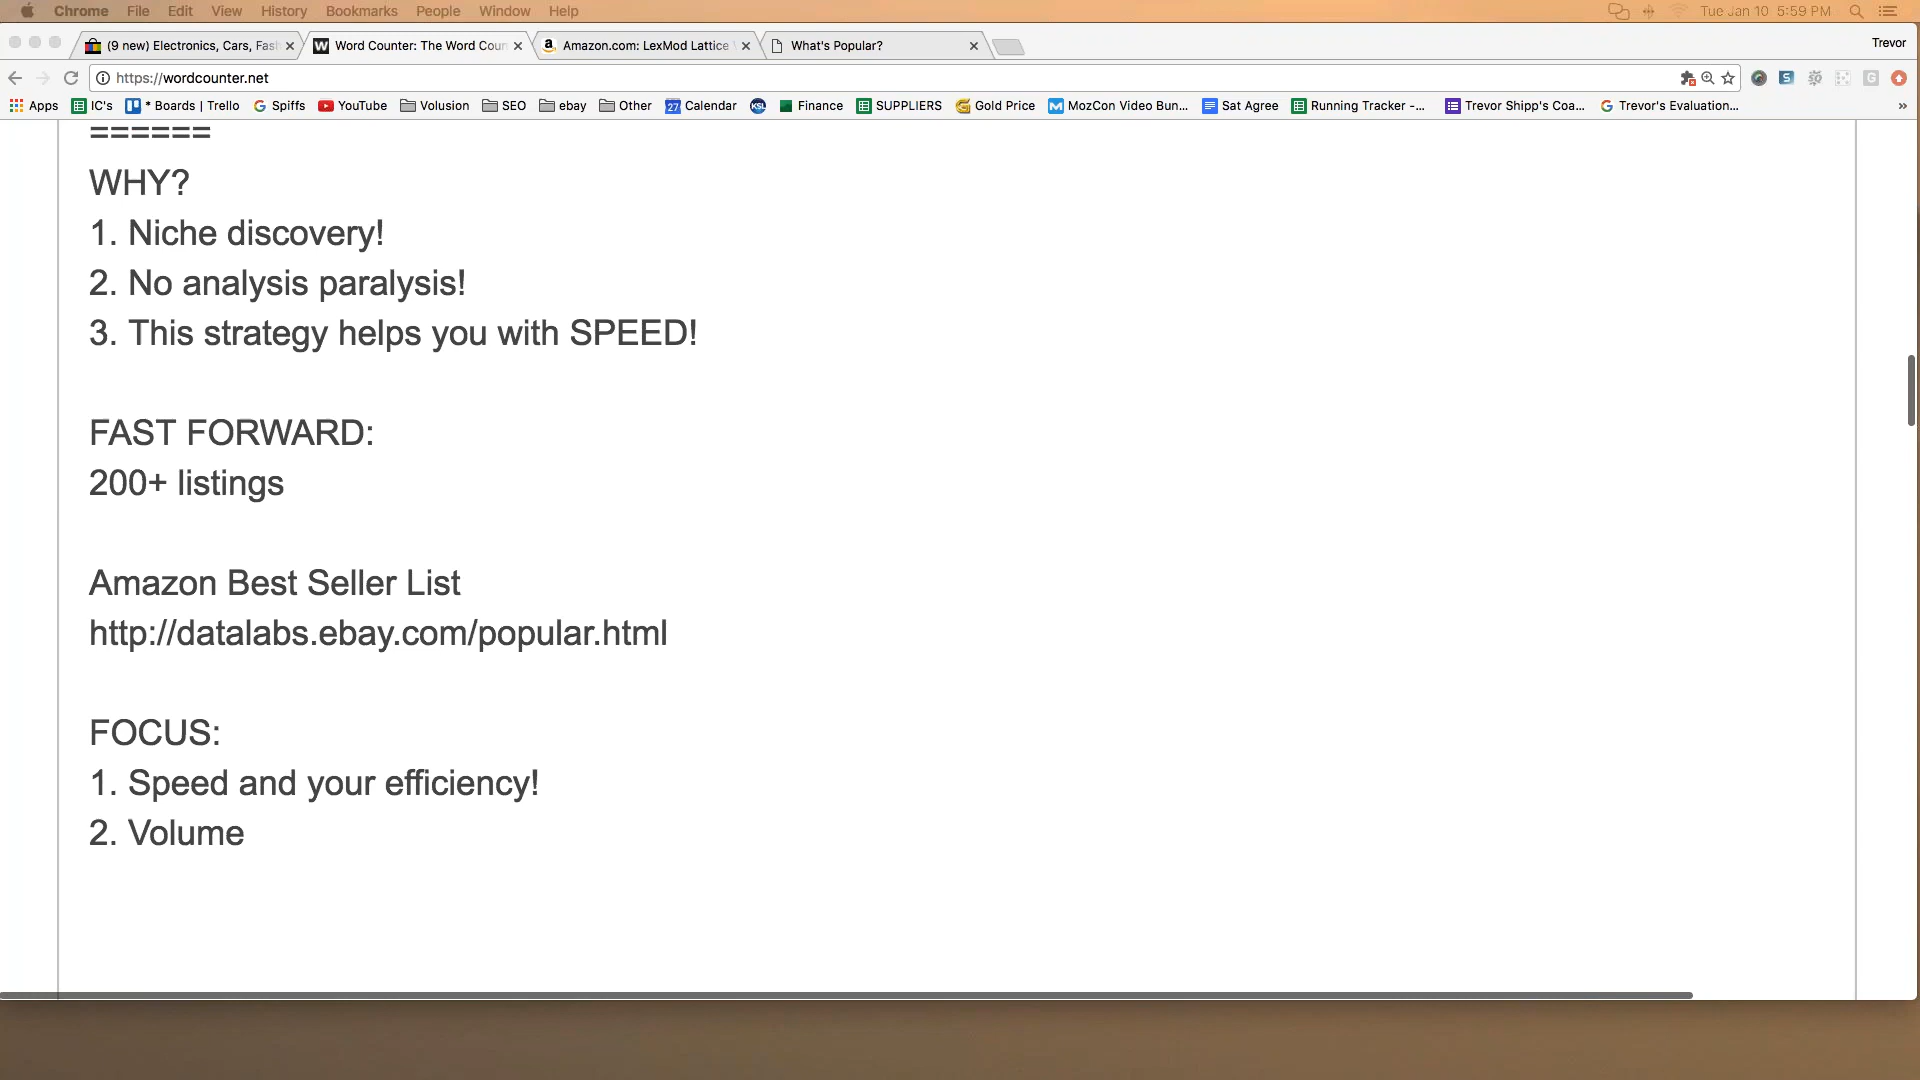 Chrome File Edit View History Bookmarks People Window Help Tue Jan 10 5:59 PM
(9 new) Electronics, Cars, Fas Word Counter: The Word Coun Amazon.com: LexMod Lattice What's Popular? Trevor
https://wordcounter.net
Apps IC's * Boards | Trello Spiffs YouTube Volusion SEO ebay Other 27 Calendar KSL Finance SUPPLIERS Gold Price MozCon Video Bun... Sat Agree Running Tracker -... Trevor Shipp's Coa... Trevor's Evaluation... »
======
WHY?
1. Niche discovery!
2. No analysis paralysis!
3. This strategy helps you with SPEED!
FAST FORWARD:
200+ listings
Amazon Best Seller List
http://datalabs.ebay.com/popular.html
FOCUS:
1. Speed and your efficiency!
2. Volume